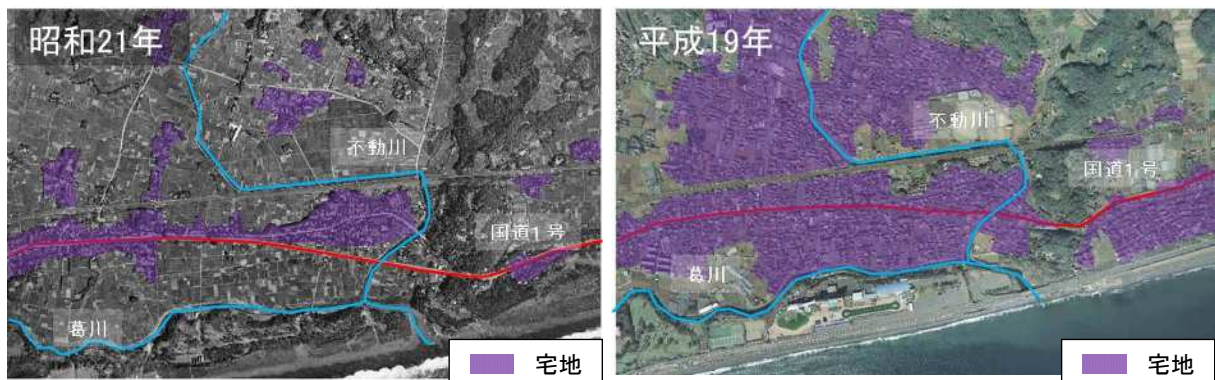 昭和21年
不動川
国道1号
葛川
宅地
平成19年
不動川
国道1号
葛川
宅地